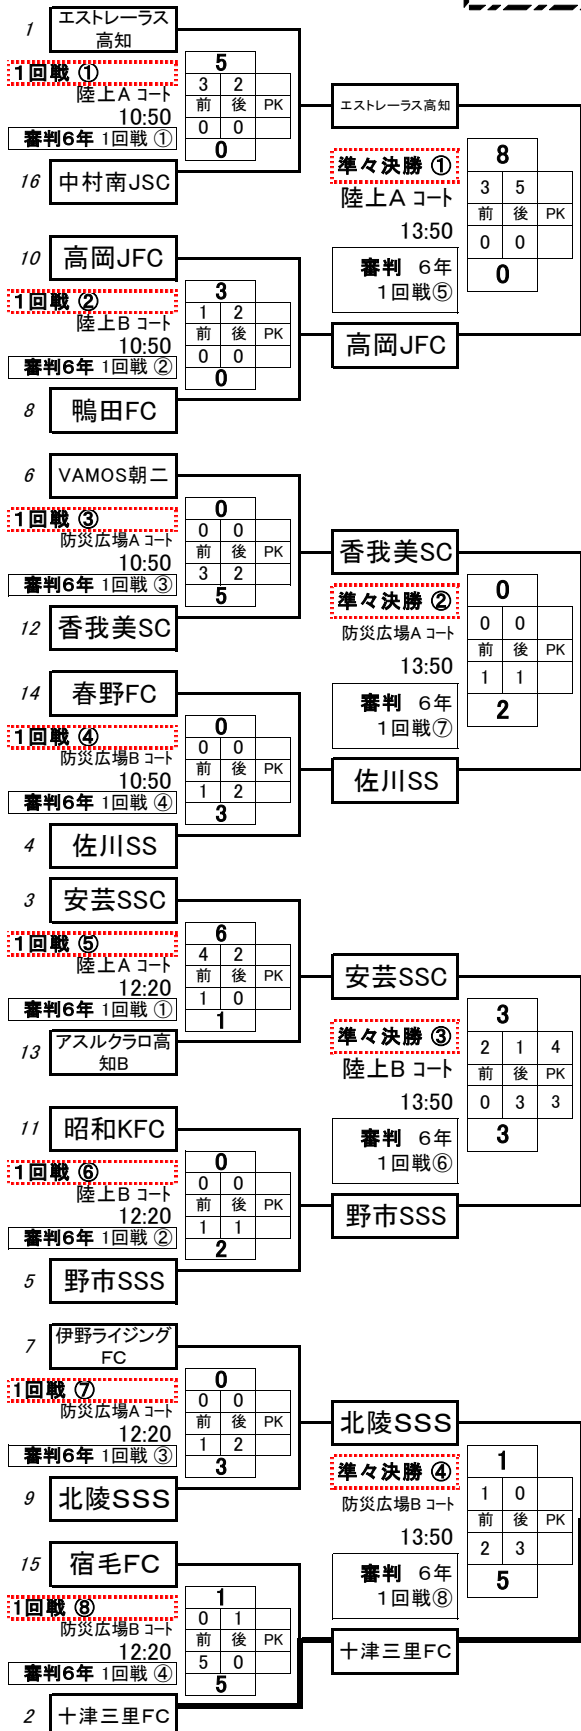 1
エストレーラス
高知
1回戦 ①
陸上A コート
10:50
審判6年 1回戦 ①
5
3 2
前 後 PK
0 0
0
16 中村南JSC
エストレーラス高知
準々決勝 ①
陸上A コート
13:50
審判 6年
1回戦⑤
8
3 5
前 後 PK
0 0
0
10 高岡JFC
1回戦 ②
陸上B コート
10:50
審判6年 1回戦 ②
3
1 2
前 後 PK
0 0
0
8 鴨田FC
高岡JFC
6 VAMOS朝二
1回戦 ③
防災広場A コート
10:50
審判6年 1回戦 ③
0
0 0
前 後 PK
3 2
5
12 香我美SC
香我美SC
準々決勝 ②
防災広場A コート
13:50
審判 6年
1回戦⑦
0
0 0
前 後 PK
1 1
2
14 春野FC
1回戦 ④
防災広場B コート
10:50
審判6年 1回戦 ④
0
0 0
前 後 PK
1 2
3
4 佐川SS
佐川SS
3 安芸SSC
1回戦 ⑤
陸上A コート
12:20
審判6年 1回戦 ①
6
4 2
前 後 PK
1 0
1
13
アスルクラロ高
知B
安芸SSC
準々決勝 ③
陸上B コート
13:50
審判 6年
1回戦⑥
3
2 1 4
前 後 PK
0 3 3
3
11 昭和KFC
1回戦 ⑥
陸上B コート
12:20
審判6年 1回戦 ②
0
0 0
前 後 PK
1 1
2
5 野市SSS
野市SSS
7
伊野ライジング
FC
1回戦 ⑦
防災広場A コート
12:20
審判6年 1回戦 ③
0
0 0
前 後 PK
1 2
3
9 北陵SSS
北陵SSS
準々決勝 ④
防災広場B コート
13:50
審判 6年
1回戦⑧
1
1 0
前 後 PK
2 3
5
15 宿毛FC
1回戦 ⑧
防災広場B コート
12:20
審判6年 1回戦 ④
1
0 1
前 後 PK
5 0
5
2 十津三里FC
十津三里FC